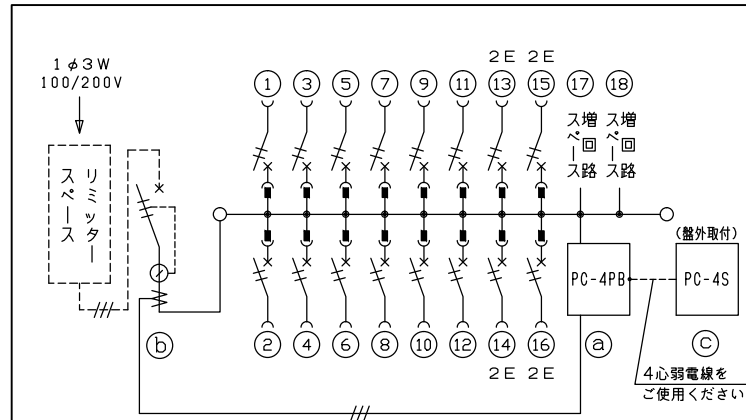 1φ3W
100/200V
リミッター
スペース
2E 2E
① ③ ⑤ ⑦ ⑨ ⑪ ⑬ ⑮ ⑰ ⑱
増回路
スペース
増回路
スペース
(盤外取付)
PC-4PB
PC-4S
ⓑ ② ④ ⑥ ⑧ ⑩ ⑫ ⑭ ⑯ ⓐ ⓒ
2E 2E
4心弱電線を
ご使用ください